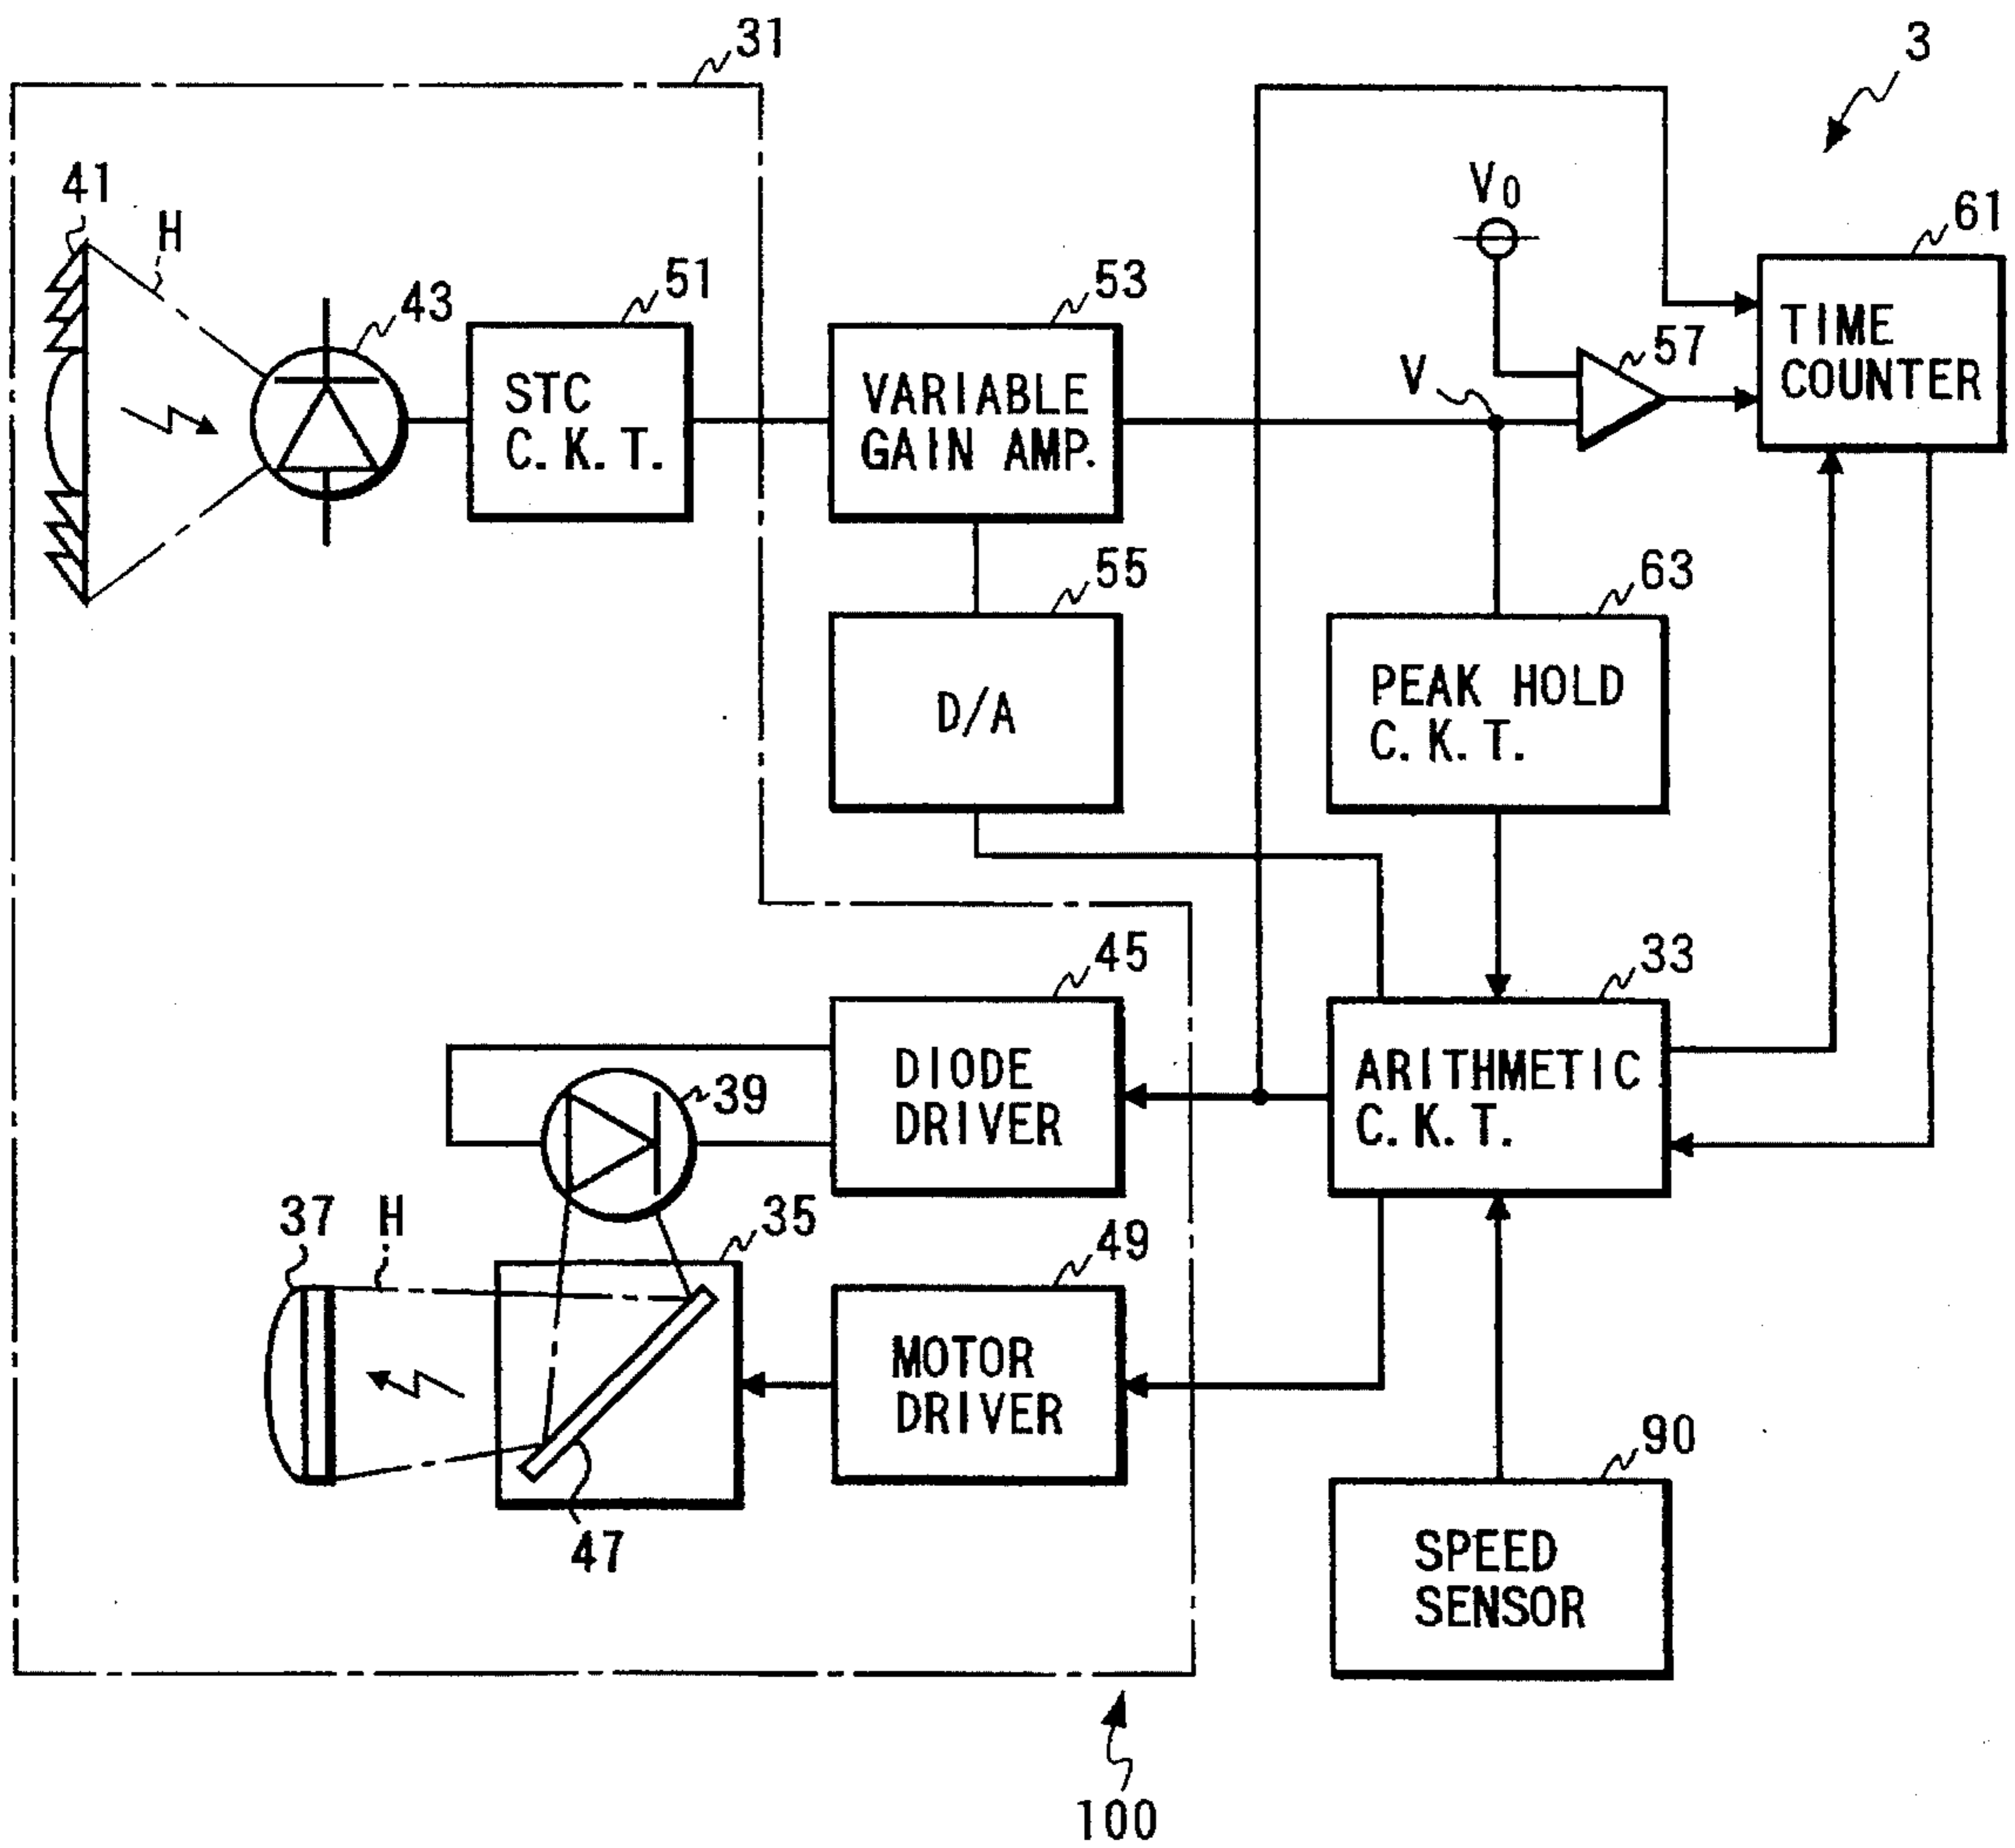 31
3
41
H
43
51
53
V0
61
STC
C.K.T.
VARIABLE
GAIN AMP.
V
57
TIME
COUNTER
55
63
D/A
PEAK HOLD
C.K.T.
45
33
39
DIODE
DRIVER
ARITHMETIC
C.K.T.
37
H
35
49
MOTOR
DRIVER
47
90
SPEED
SENSOR
100